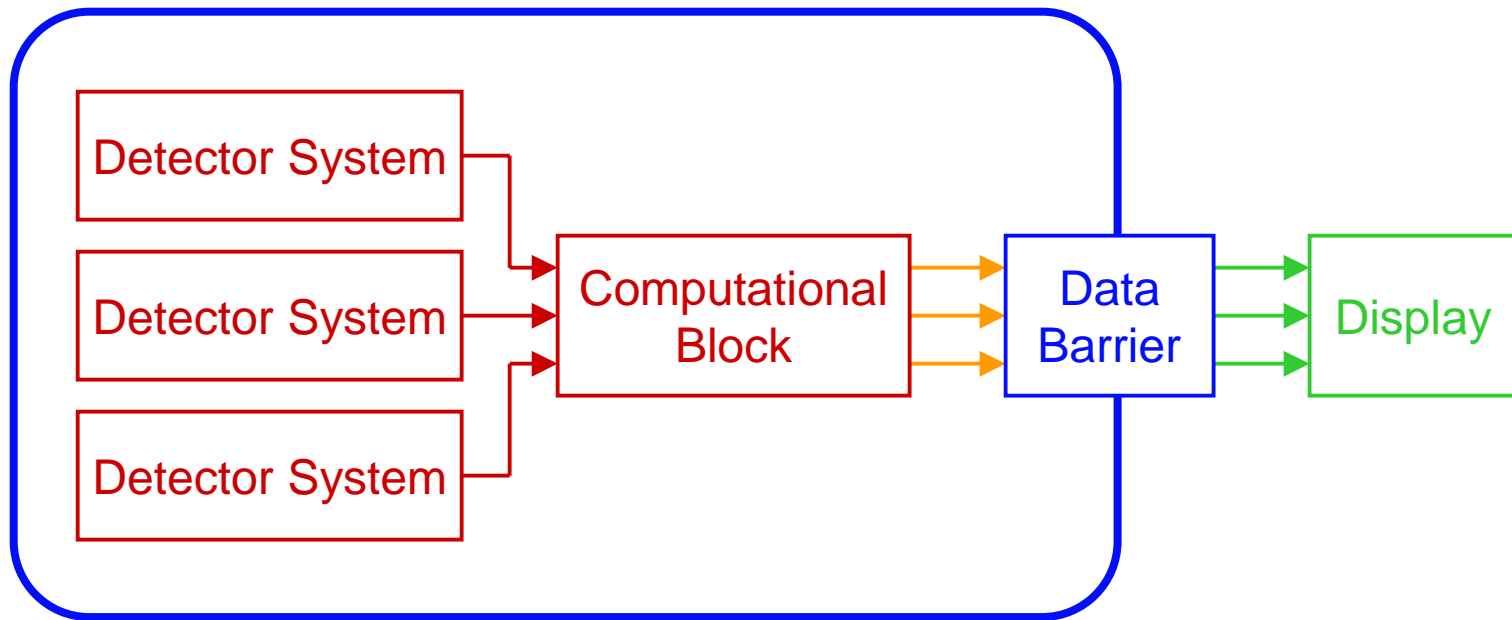 Detector System
Detector System
Detector System
Computational
Block
Data
Barrier
Display